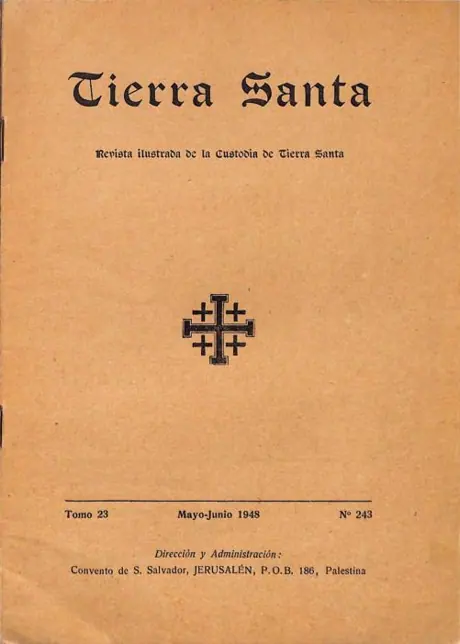 Tierra Santa
Revista ilustrada de la Custodia de Tierra Santa
Tomo 23 Mayo-Junio 1948 Nº 243
Dirección y Administración:
Convento de S. Salvador, JERUSALÉN, P.O.B. 186, Palestina